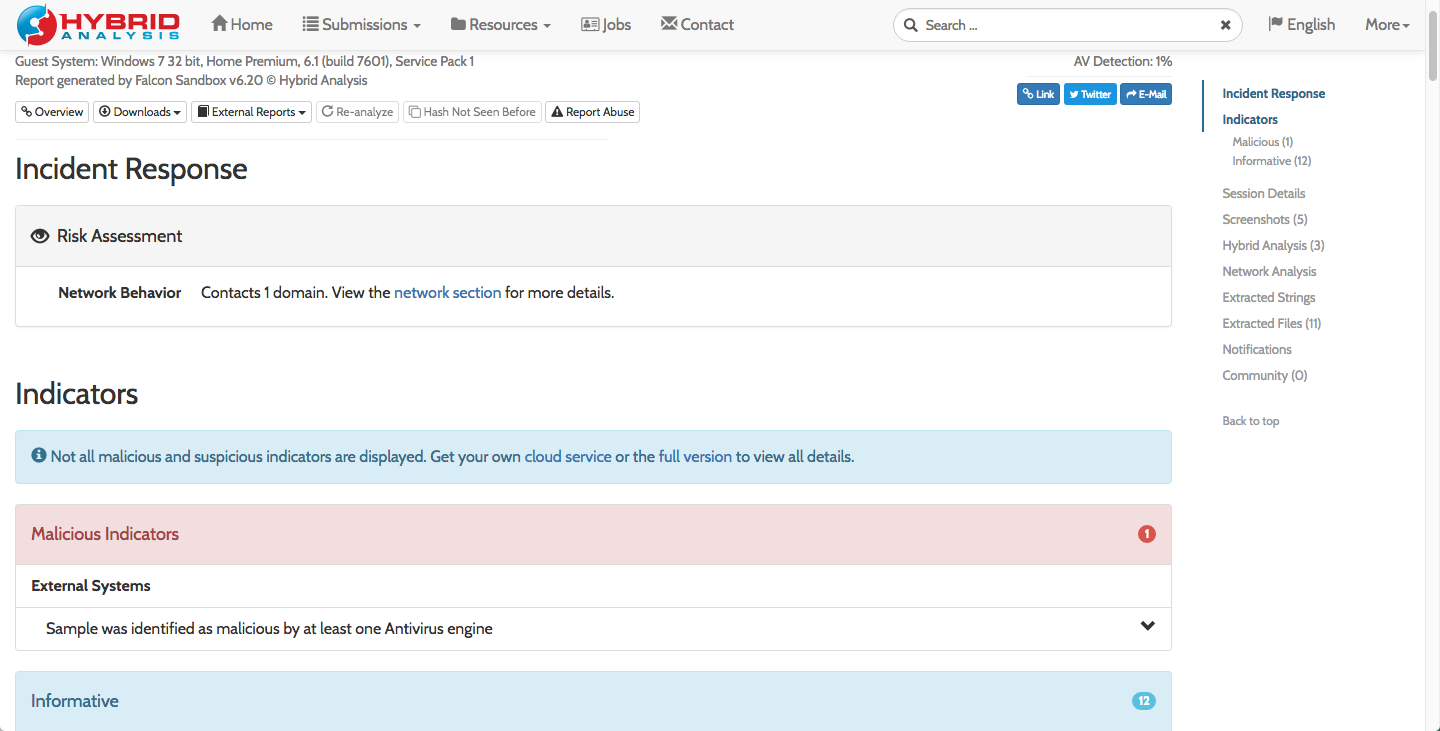 HYBRID
ANALYSIS
Home
Submissions
Resources
Jobs
Contact
Search ...
English
More
Guest System: Windows 7 32 bit, Home Premium, 6.1 (build 7601), Service Pack 1
Report generated by Falcon Sandbox v6.20 © Hybrid Analysis
AV Detection: 1%
Link
Twitter
E-Mail
Overview
Downloads
External Reports
Re-analyze
Hash Not Seen Before
Report Abuse
Incident Response
Risk Assessment
Network Behavior
Contacts 1 domain. View the network section for more details.
Indicators
Not all malicious and suspicious indicators are displayed. Get your own cloud service or the full version to view all details.
Malicious Indicators
1
External Systems
Sample was identified as malicious by at least one Antivirus engine
Informative
12
Incident Response
Indicators
Malicious (1)
Informative (12)
Session Details
Screenshots (5)
Hybrid Analysis (3)
Network Analysis
Extracted Strings
Extracted Files (11)
Notifications
Community (0)
Back to top